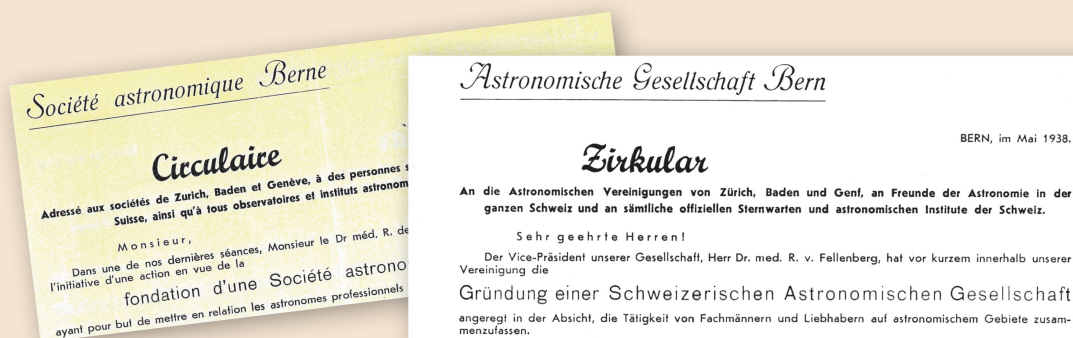 Société astronomique Berne
Circulaire
Adressé aux sociétés de Zurich, Baden et Genève, à des personnes
Suisse, ainsi qu'à tous observatoires et instituts
Monsieur,
Dans une de nos dernières séances, Monsieur le Dr méd. R.
l'initiative d'une action en vue de la
fondation d'une Société
ayant pour but de mettre en relation les astronomes professionnels
Astronomische Gesellschaft Bern
BERN, im Mai 1938.
Zirkular
An die Astronomischen Vereinigungen von Zürich, Baden und Genf, an Freunde der Astronomie in der
ganzen Schweiz und an sämtliche offiziellen Sternwarten und astronomischen Institute der Schweiz.
Sehr geehrte Herren!
Der Vice-Präsident unserer Gesellschaft, Herr Dr. med. R. v. Fellenberg, hat vor kurzem innerhalb unserer
Vereinigung die
Gründung einer Schweizerischen Astronomischen Gesellschaft
angeregt in der Absicht, die Tätigkeit von Fachmännern und Liebhabern auf astronomischem Gebiete zusam-
menzufassen.